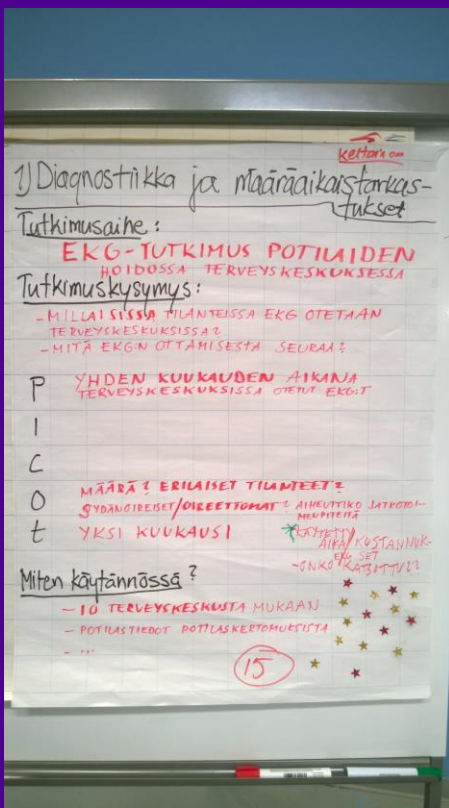 1) Diagnostiikka ja määräaikaistarkas-
tukset
Tutkimusaihe:
EKG-TUTKIMUS POTILAIDEN
HOIDOSSA TERVEYSKESKUKSESSA
Tutkimuskysymys:
- MILLAISISSA TILANTEISSA EKG OTETAAN
TERVEYSKESKUKSISSA?
- MITÄ EKG:N OTTAMISESTA SEURAA?
P YHDEN KUUKAUDEN AIKANA
TERVEYSKESKUKSISSA OTETUT EKG:T
I
C
O MÄÄRÄ? ERILAISET TILANTEET?
SYDÄNOIREISET/OIREETTOMAT? AIHEUTTIKO JATKOTOI-
MENPITEITÄ
t YKSI KUUKAUSI
* KÄYTETTY
AIKA/KUSTANNUK-
SET
EKG
- ONKO KATSOTTU??
Miten käytännössä?
- 10 TERVEYSKESKUSTA MUKAAN
- POTILASTIEDOT POTILASKERTOMUKSISTA
- ...
15